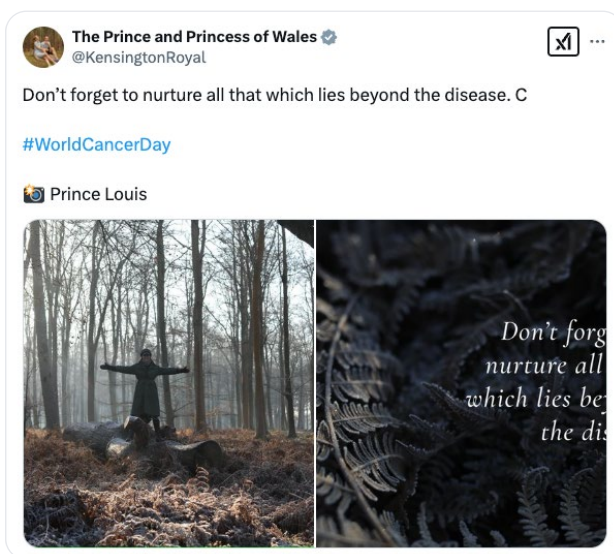 The Prince and Princess of Wales
@KensingtonRoyal
Don’t forget to nurture all that which lies beyond the disease. C
#WorldCancerDay
📸 Prince Louis
Don’t forg
nurture all
which lies be
the dis